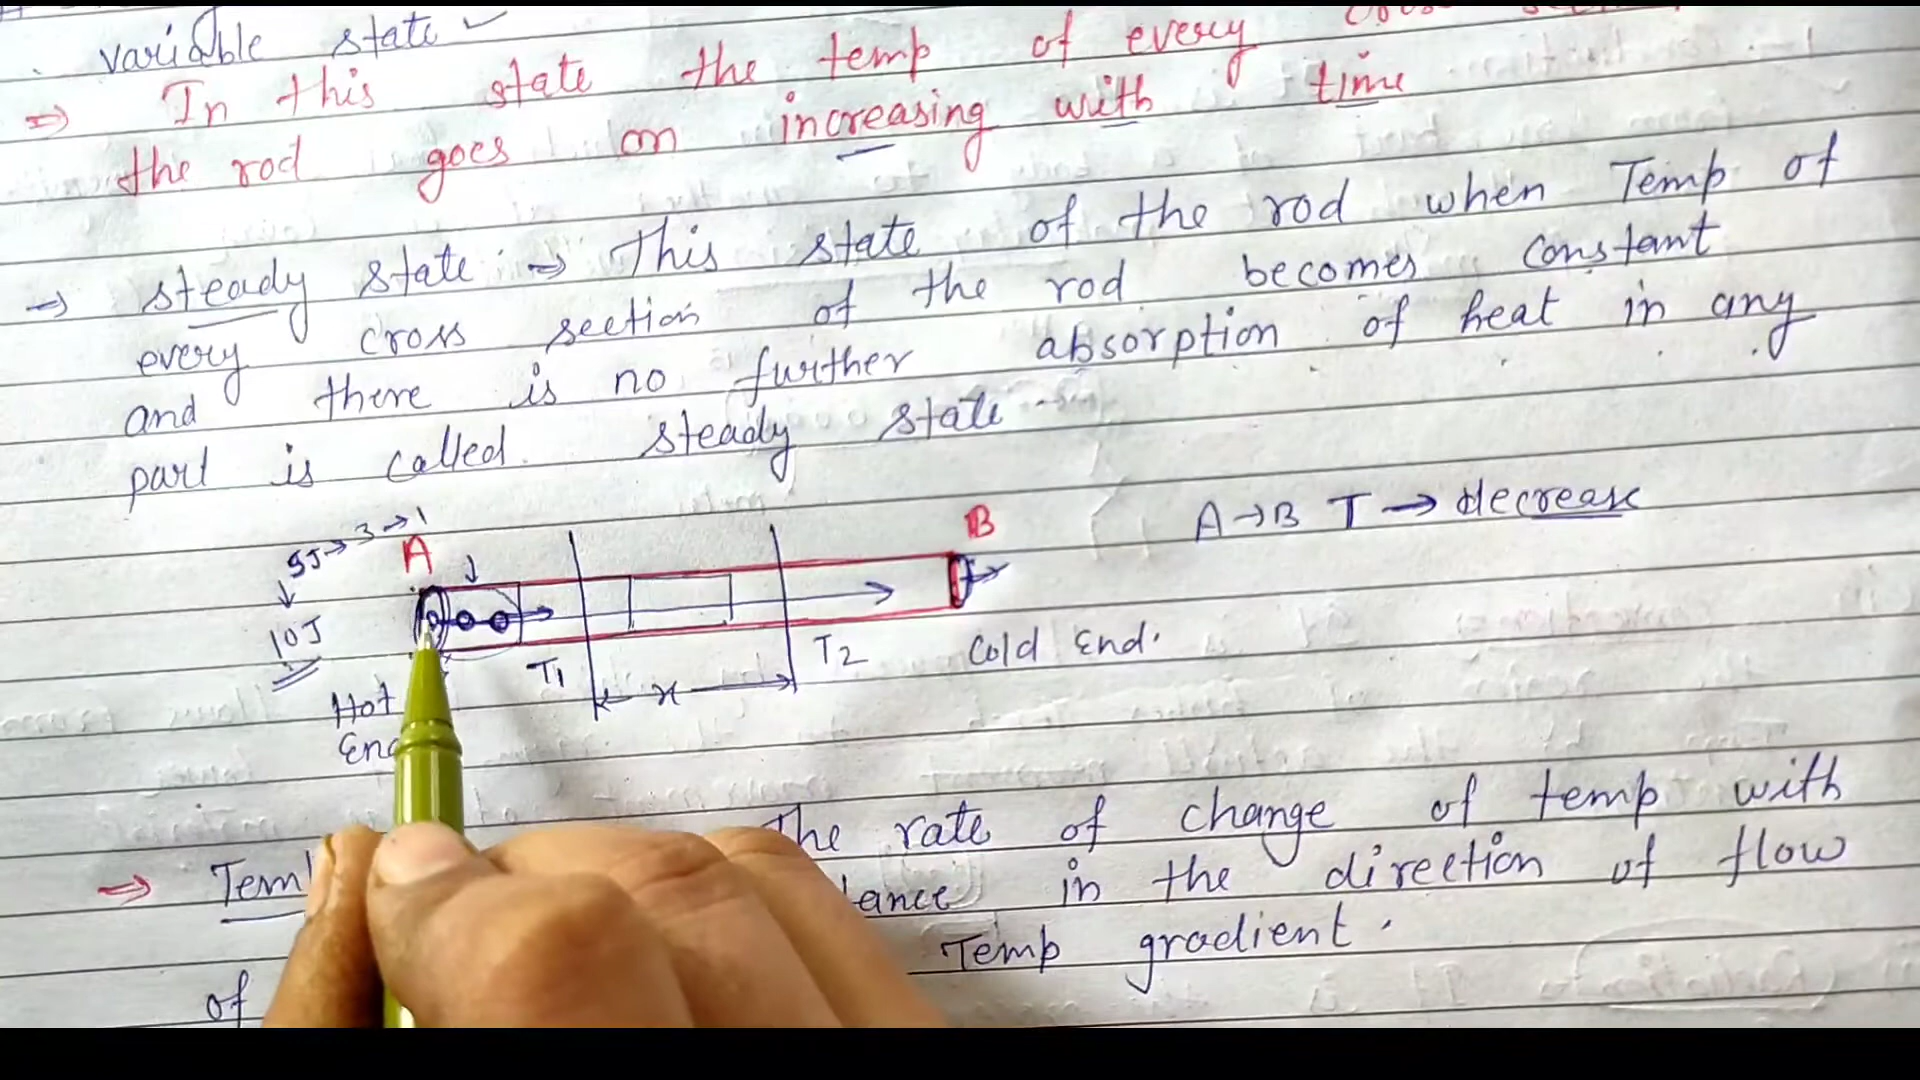 variable state
⇒ In this state the temp of every
the rod goes on increasing with time
→ steady state ⇒ This state of the rod when Temp of
every cross section of the rod becomes constant
and there is no further absorption of heat in any
part is called steady state
A→B T → decrease
9J→ 3→1
A
B
10J
T1
x
T2
Cold End.
Hot
End
⇒ Temp The rate of change of temp with
in the direction of flow
of Temp gradient.